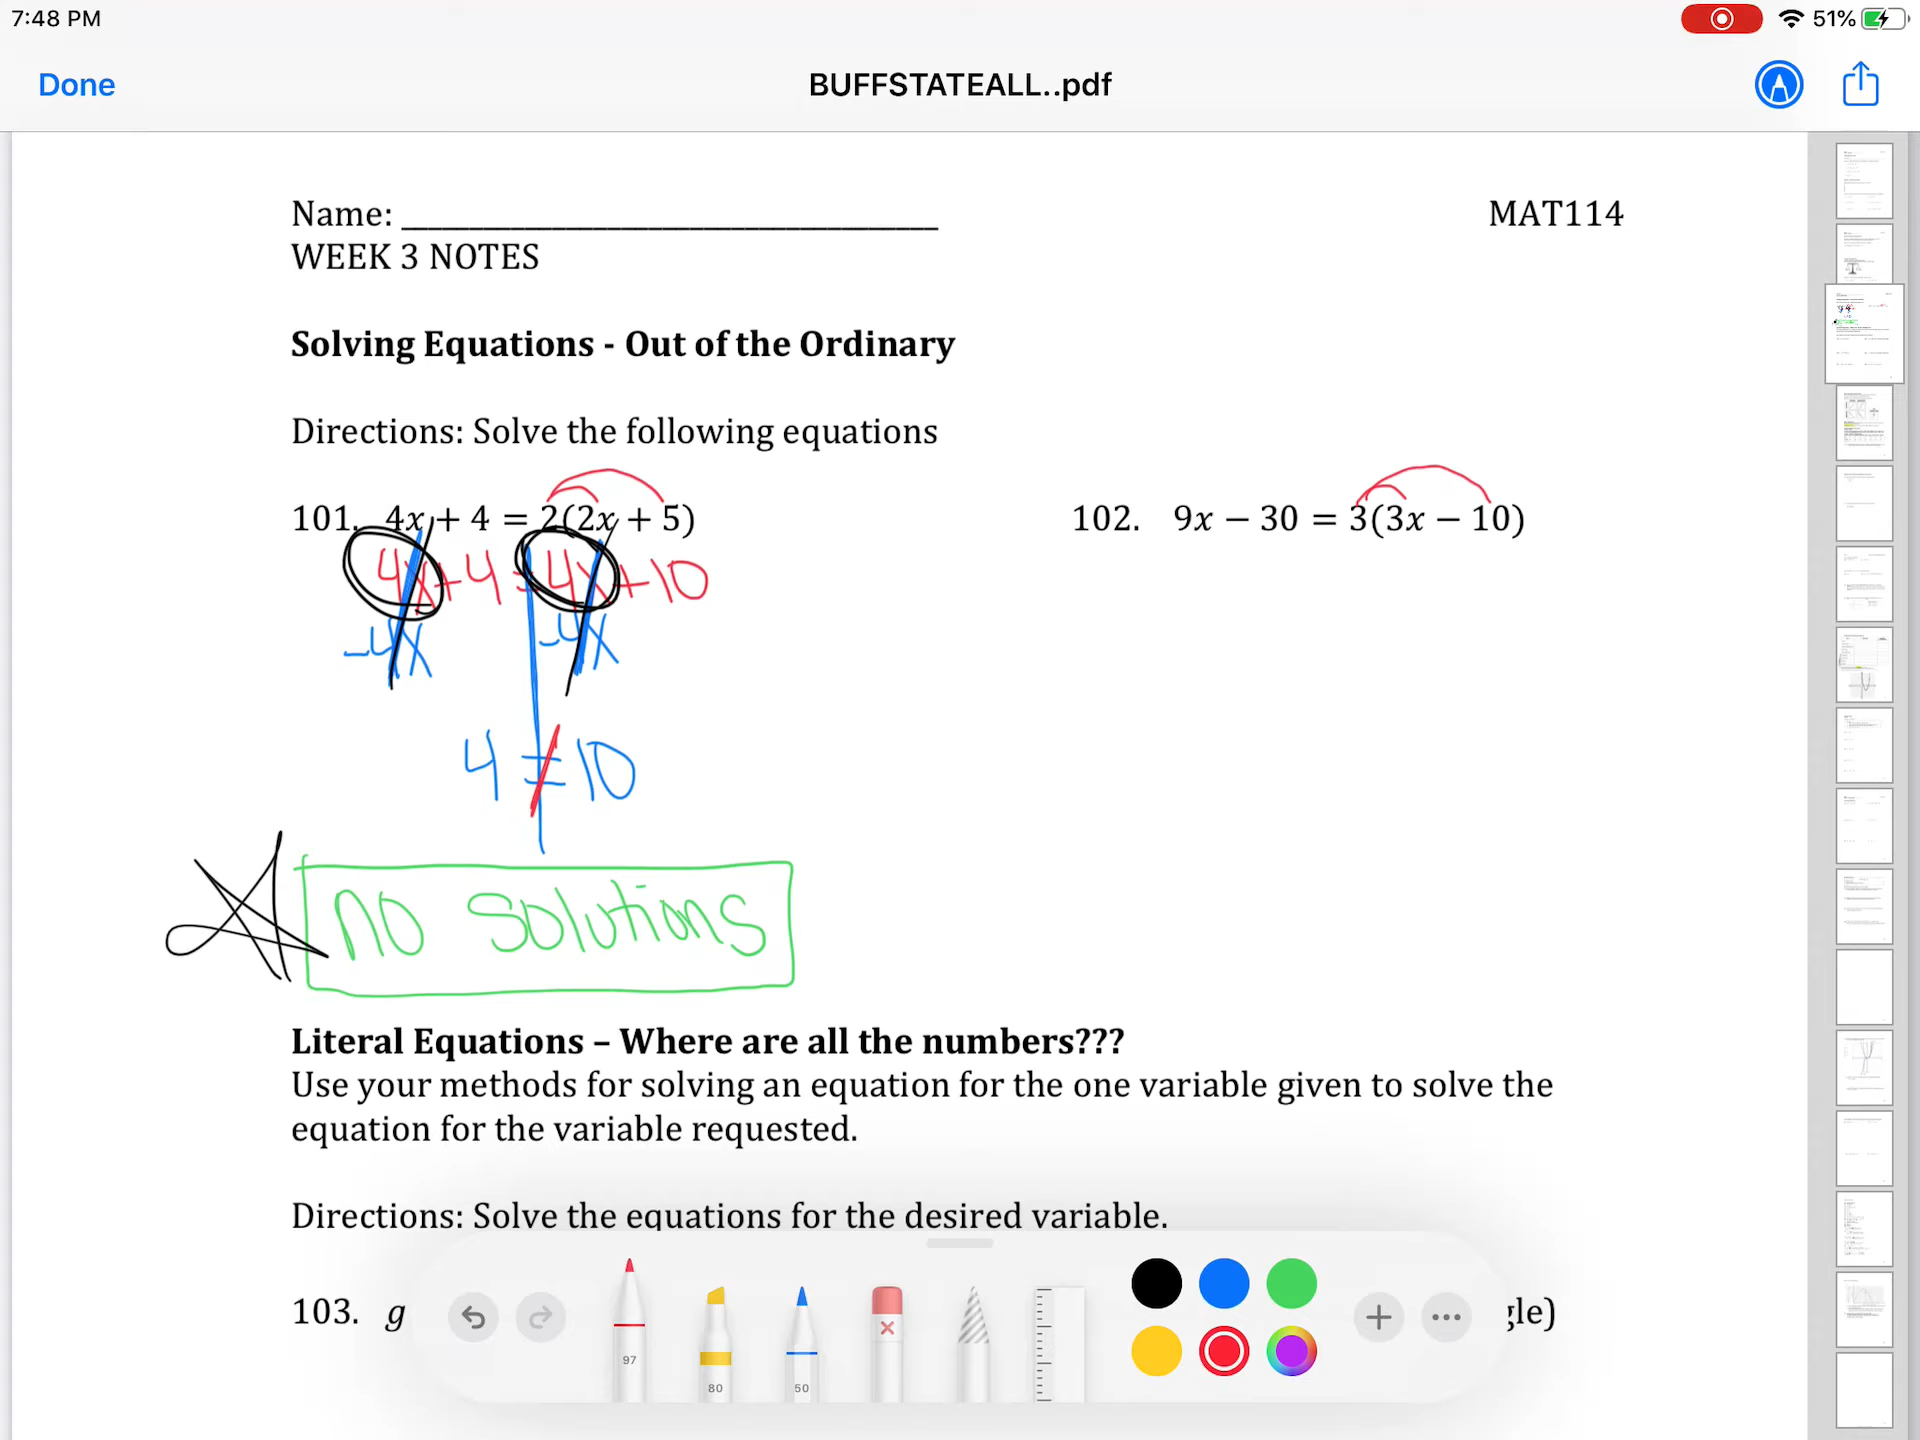 7:48 PM
51%
Done
BUFFSTATEALL..pdf
Name: ________________________________
MAT114
WEEK 3 NOTES
Solving Equations - Out of the Ordinary
Directions: Solve the following equations
101. 4x + 4 = 2(2x + 5)
102. 9x − 30 = 3(3x − 10)
4x+4 = 4x+10
-4x -4x
4 ≠ 10
no solutions
Literal Equations – Where are all the numbers???
Use your methods for solving an equation for the one variable given to solve the
equation for the variable requested.
Directions: Solve the equations for the desired variable.
103. g
gle)
97
80
50